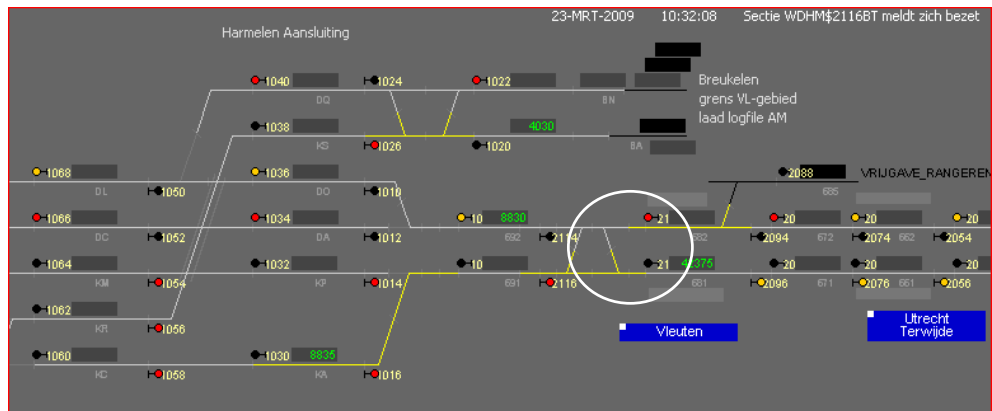 23-MRT-2009 10:32:08 Sectie WDHM$2116BT meldt zich bezet
Harmelen Aansluiting
1040 1024 1022 Breukelen
DQ BN grens VL-gebied
1038 4030 laad logfile AM
KS 1026 1020 BA
1068 1036 2088 VRIJGAVE_RANGEREN
DL 1050 DO 1010 685
1066 1034 10 8830 21 20 20 20
DC 1052 DA 1012 692 2114 682 2094 672 2074 662 2054
1064 1032 10 21 42375 20 20 20
KM 1054 KP 1014 691 2116 681 2096 671 2076 661 2056
1062 Vleuten Utrecht
KR 1056 Terwijde
1060 1030 8835
KC 1058 KA 1016